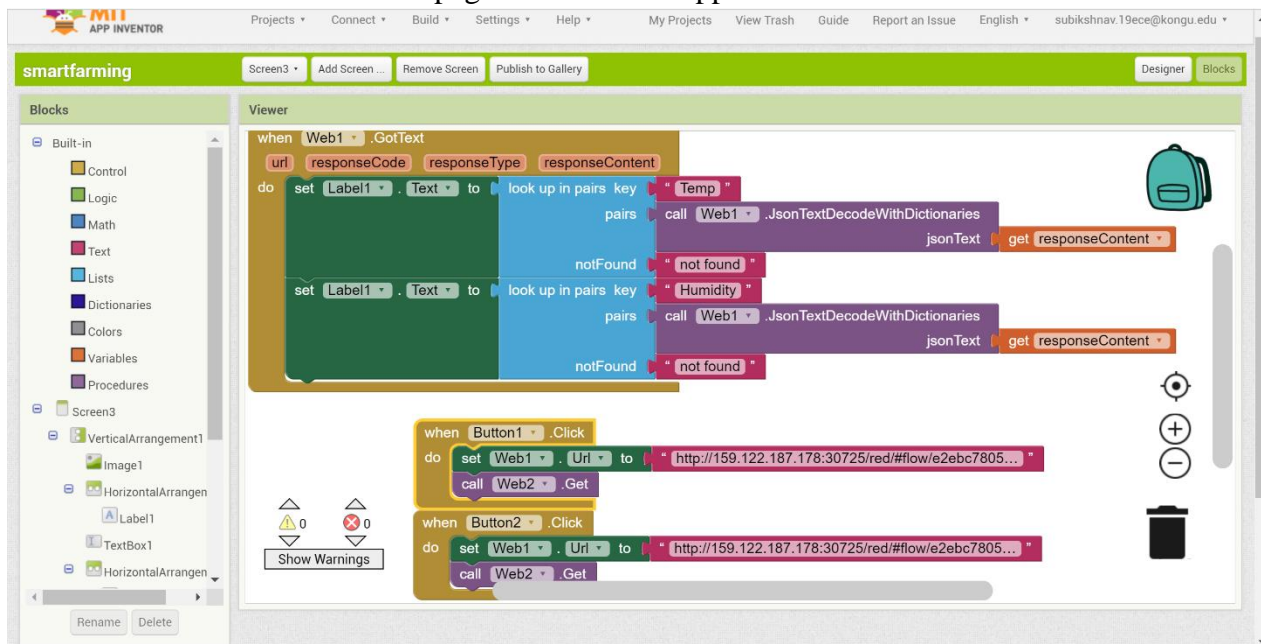 page app
MIT
APP INVENTOR
Projects Connect Build Settings Help My Projects View Trash Guide Report an Issue English subikshnav.19ece@kongu.edu
smartfarming
Screen3 Add Screen ... Remove Screen Publish to Gallery Designer Blocks
Blocks
Viewer
Built-in
Control
Logic
Math
Text
Lists
Dictionaries
Colors
Variables
Procedures
Screen3
VerticalArrangement1
Image1
HorizontalArrangen
Label1
TextBox1
HorizontalArrangen
Rename Delete
when Web1 .GotText
url responseCode responseType responseContent
do set Label1 . Text to look up in pairs key " Temp "
pairs call Web1 .JsonTextDecodeWithDictionaries
jsonText get responseContent
notFound " not found "
set Label1 . Text to look up in pairs key " Humidity "
pairs call Web1 .JsonTextDecodeWithDictionaries
jsonText get responseContent
notFound " not found "
when Button1 .Click
do set Web1 . Url to " http://159.122.187.178:30725/red/#flow/e2ebc7805... "
call Web2 .Get
when Button2 .Click
do set Web1 . Url to " http://159.122.187.178:30725/red/#flow/e2ebc7805... "
call Web2 .Get
0 0
Show Warnings